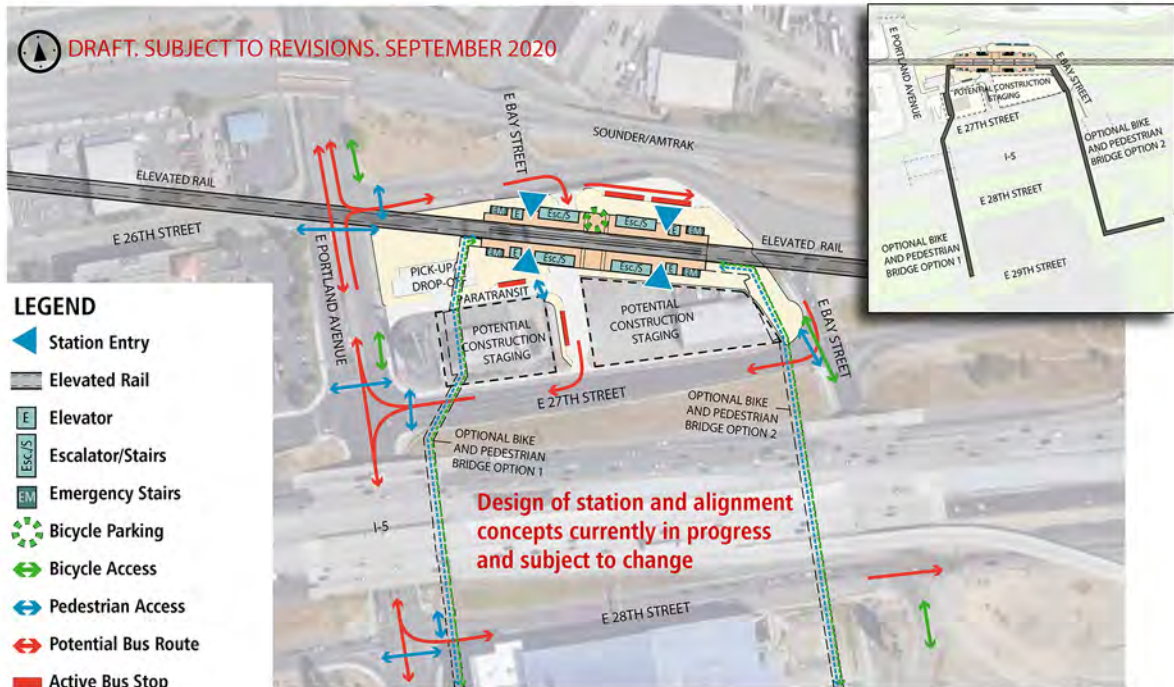 DRAFT. SUBJECT TO REVISIONS. SEPTEMBER 2020
E PORTLAND AVENUE
E BAY STREET
POTENTIAL CONSTRUCTION
STAGING
E 27TH STREET
I-5
OPTIONAL BIKE
AND PEDESTRIAN
BRIDGE OPTION 2
E 28TH STREET
OPTIONAL BIKE
AND PEDESTRIAN
BRIDGE OPTION 1
E 29TH STREET
E BAY STREET
SOUNDER/AMTRAK
ELEVATED RAIL
E 26TH STREET
E PORTLAND AVENUE
EM
E
Esc./S
Esc./S
E
EM
EM
E
Esc./S
Esc./S
E
EM
ELEVATED RAIL
PICK-UP/
DROP-OFF
ARATRANSIT
POTENTIAL
CONSTRUCTION
STAGING
POTENTIAL
CONSTRUCTION
STAGING
E BAY STREET
E 27TH STREET
OPTIONAL BIKE
AND PEDESTRIAN
BRIDGE OPTION 2
OPTIONAL BIKE
AND PEDESTRIAN
BRIDGE OPTION 1
Design of station and alignment
concepts currently in progress
and subject to change
I-5
E 28TH STREET
LEGEND
Station Entry
Elevated Rail
E
Elevator
Esc./S
Escalator/Stairs
EM
Emergency Stairs
Bicycle Parking
Bicycle Access
Pedestrian Access
Potential Bus Route
Active Bus Stop